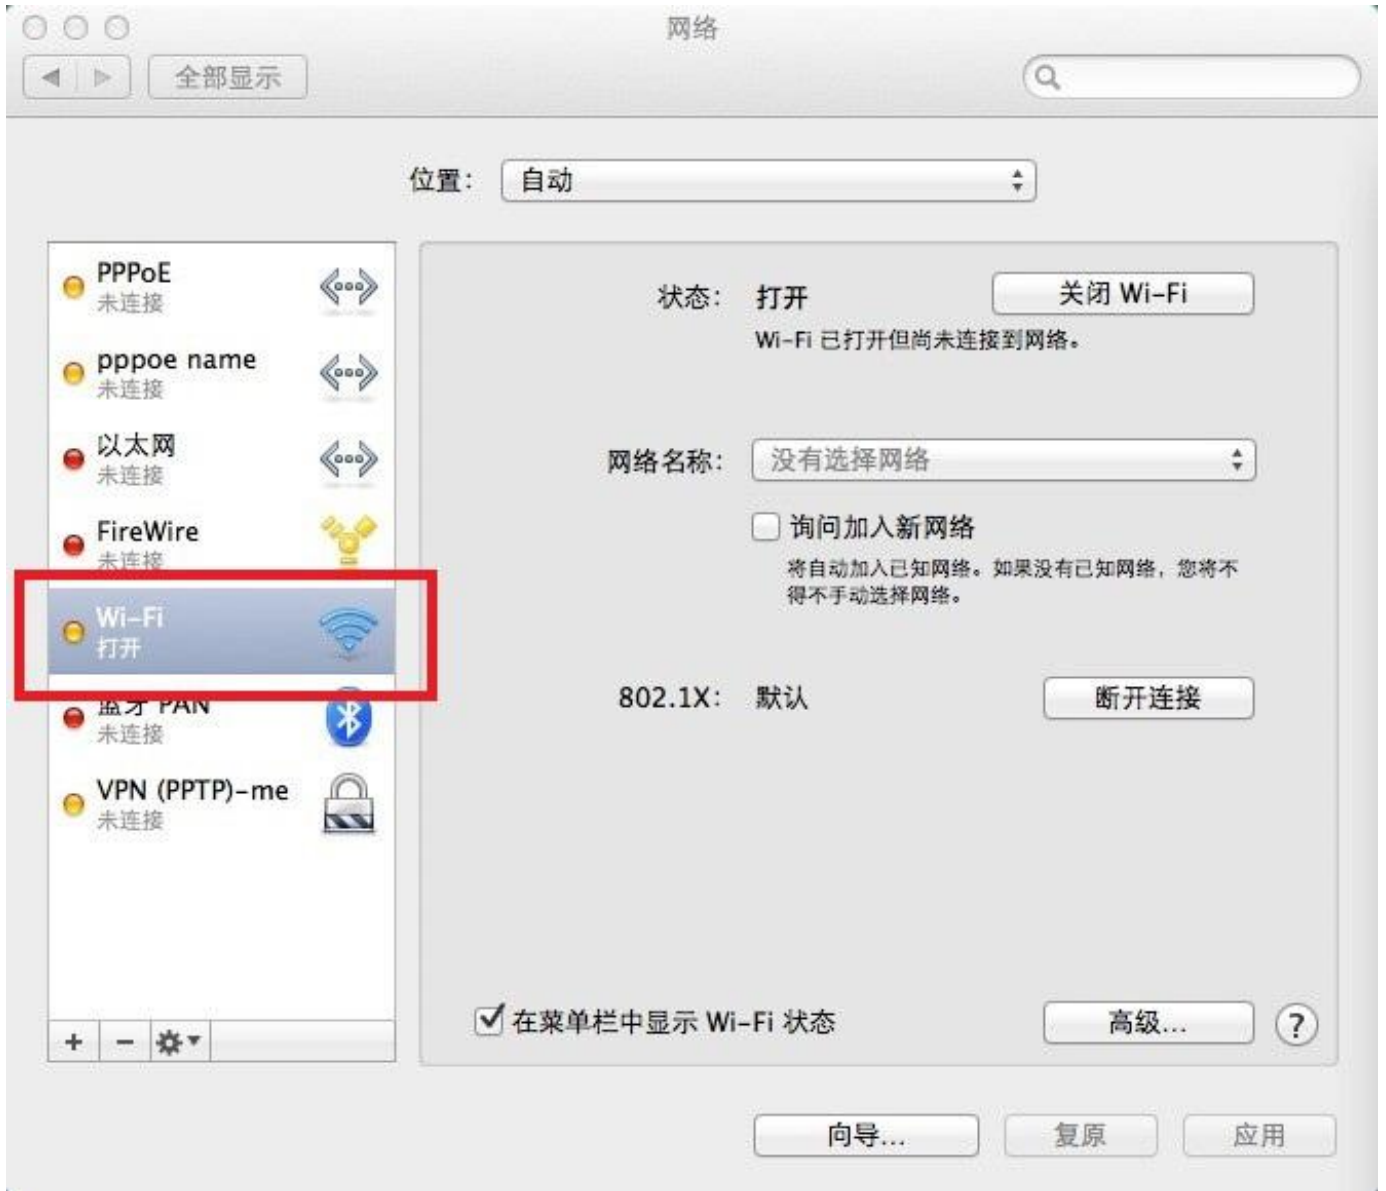 网络
全部显示
位置： 自动
PPPoE
未连接
pppoe name
未连接
以太网
未连接
FireWire
未连接
Wi-Fi
打开
蓝牙 PAN
未连接
VPN (PPTP)-me
未连接
状态： 打开 关闭 Wi-Fi
Wi-Fi 已打开但尚未连接到网络。
网络名称： 没有选择网络
询问加入新网络
将自动加入已知网络。如果没有已知网络，您将不
得不手动选择网络。
802.1X： 默认 断开连接
在菜单栏中显示 Wi-Fi 状态 高级... ?
向导... 复原 应用